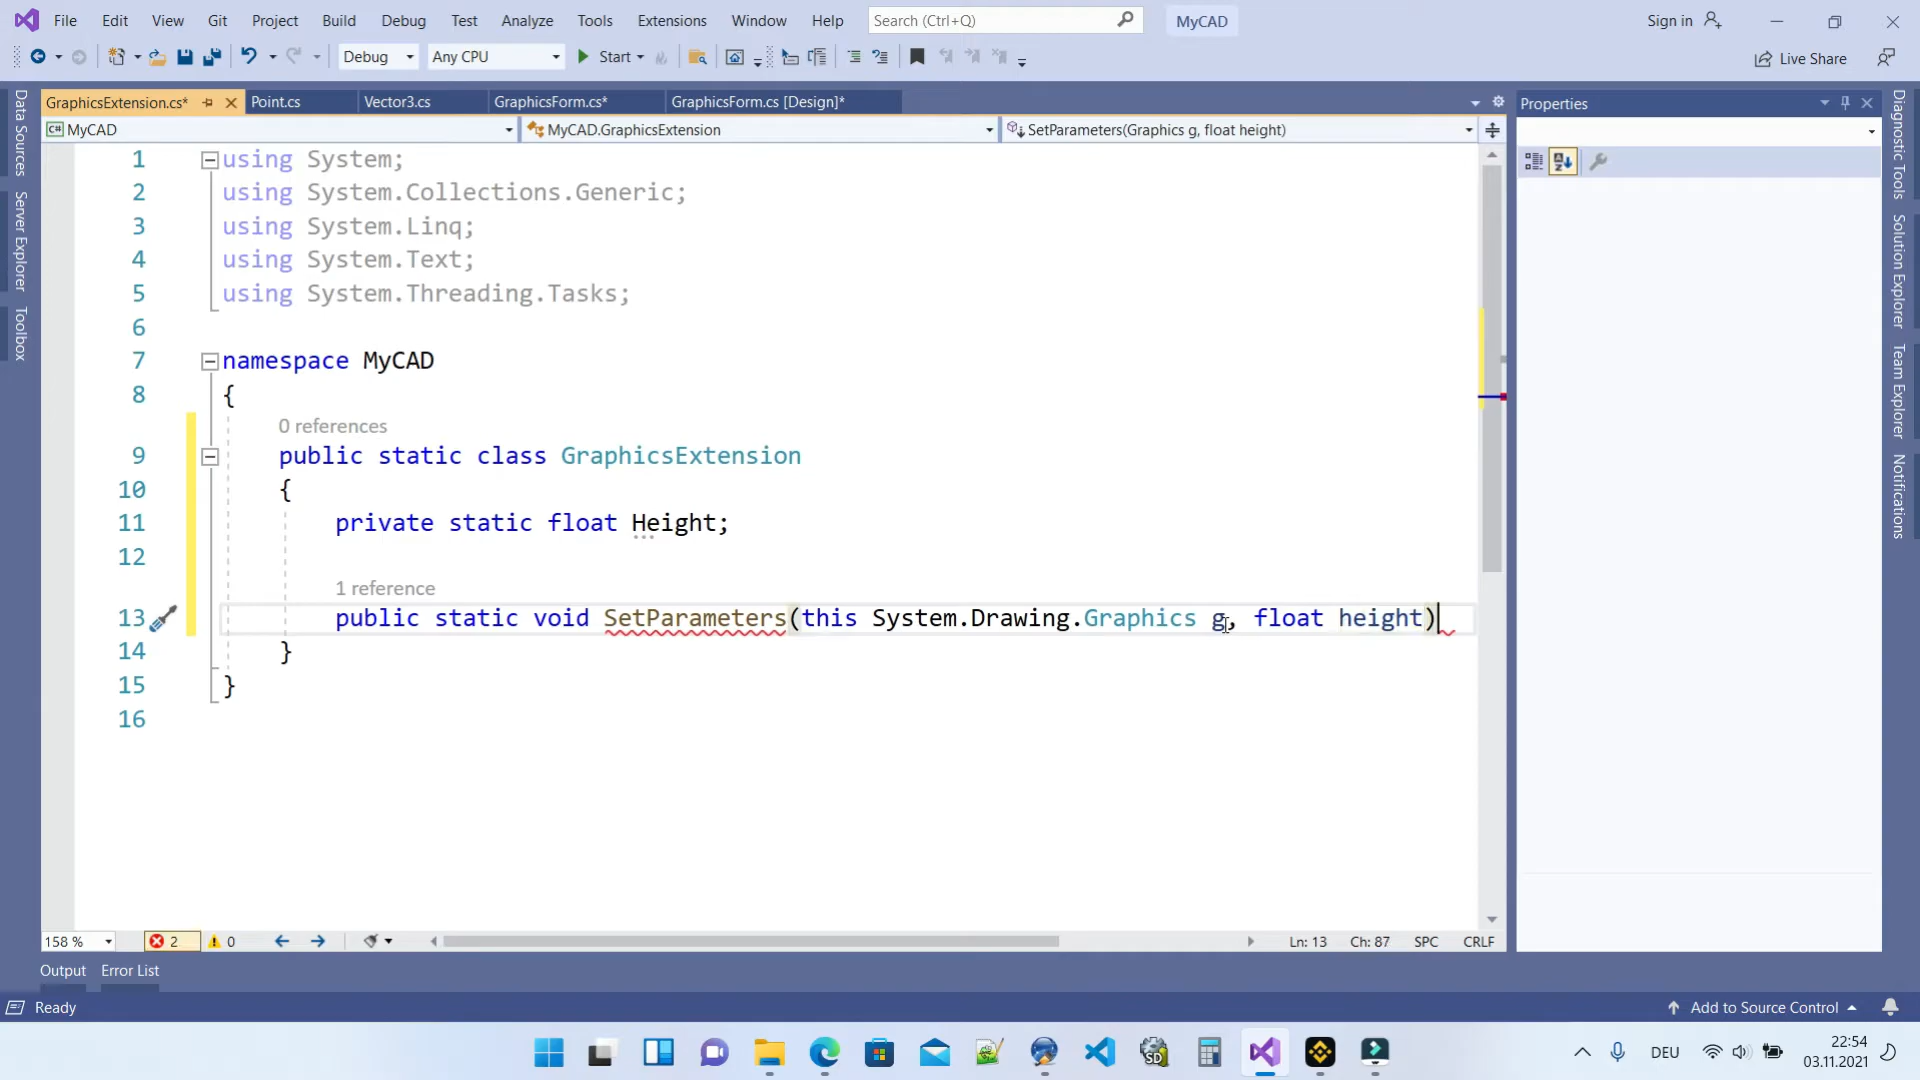 File Edit View Git Project Build Debug Test Analyze Tools Extensions Window Help Search (Ctrl+Q) MyCAD Sign in
Debug Any CPU Start Live Share
GraphicsExtension.cs* Point.cs Vector3.cs GraphicsForm.cs* GraphicsForm.cs [Design]* Properties
C# MyCAD MyCAD.GraphicsExtension SetParameters(Graphics g, float height)
Data Sources
Server Explorer
Toolbox
1 using System;
2 using System.Collections.Generic;
3 using System.Linq;
4 using System.Text;
5 using System.Threading.Tasks;
6
7 namespace MyCAD
8 {
0 references
9 public static class GraphicsExtension
10 {
11 private static float Height;
12
1 reference
13 public static void SetParameters(this System.Drawing.Graphics g, float height)
14 }
15 }
16
Diagnostic Tools
Solution Explorer
Team Explorer
Notifications
158 % 2 0 Ln: 13 Ch: 87 SPC CRLF
Output Error List
Ready Add to Source Control
SD DEU 22:54
03.11.2021